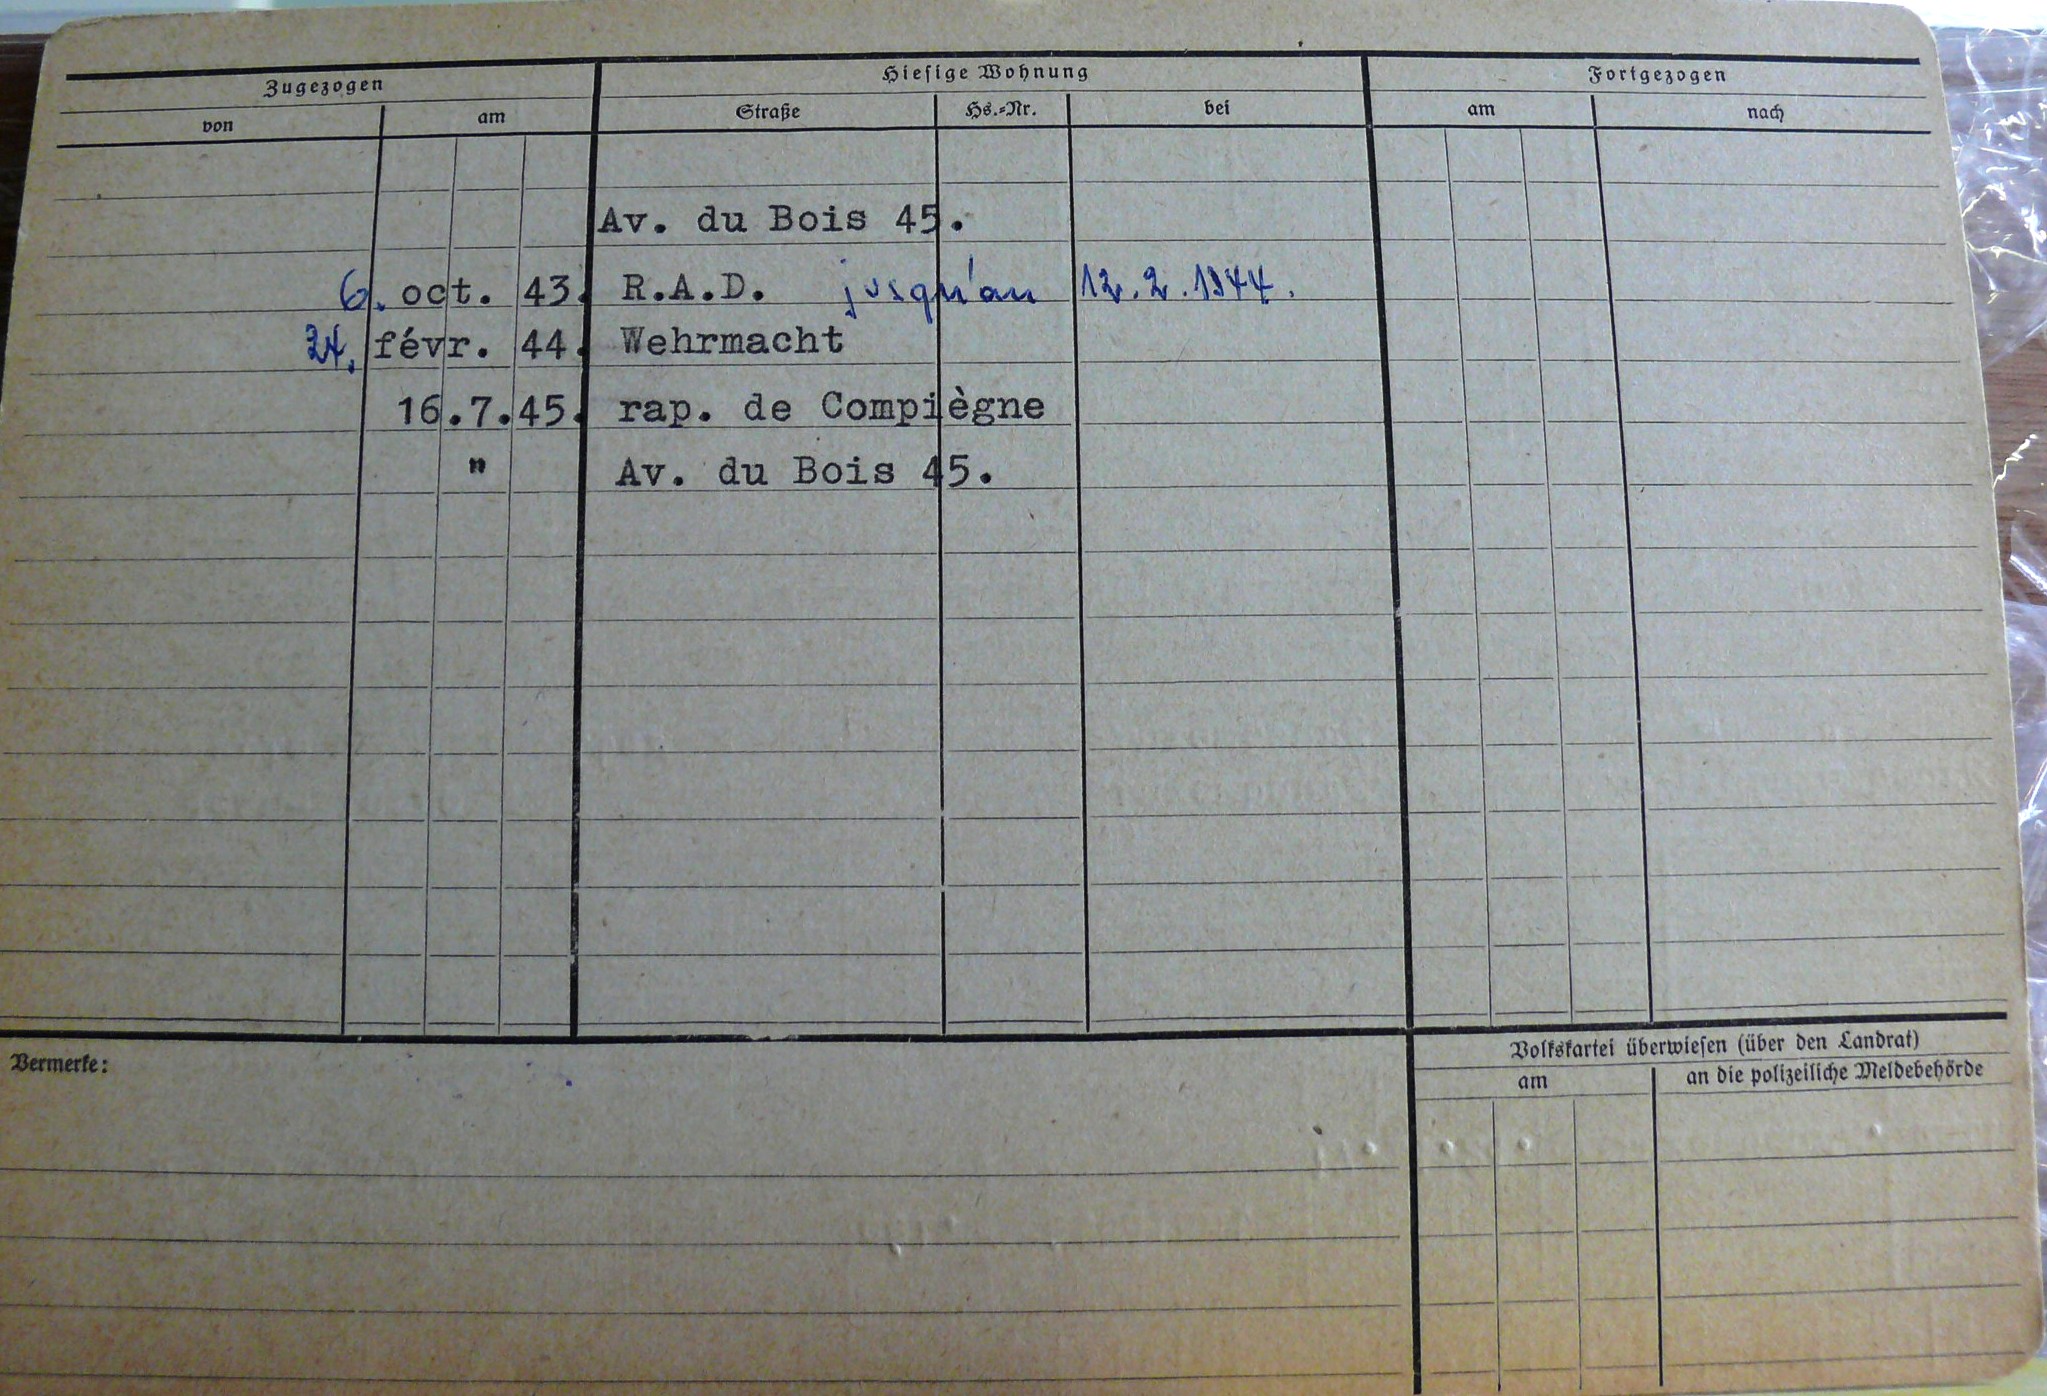 Zugezogen Hiesige Wohnung Fortgezogen
von am Straße Hs.-Nr. bei am nach
Av. du Bois 45.
6. oct. 43. R.A.D. jusqu'au 12.2.1944.
févr. 44. Wehrmacht
16.7.45. rap. de Compiègne
" Av. du Bois 45.
Vermerke:
Volkskartei überwiesen (über den Landrat)
am an die polizeiliche Meldebehörde